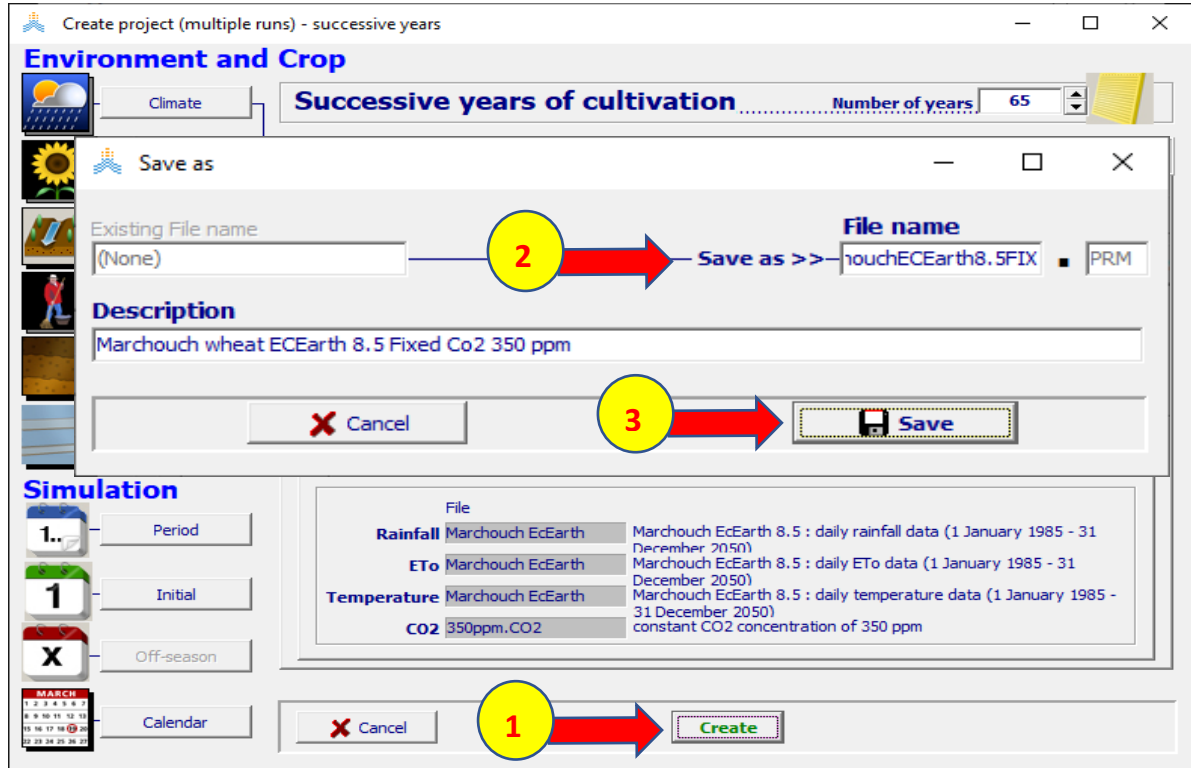 Create project (multiple runs) - successive years
Environment and Crop
Climate
Successive years of cultivation
Number of years
65
Save as
Existing File name
(None)
2
Save as >>
File name
nouchECEarth8.5FIX
PRM
Description
Marchouch wheat ECEarth 8.5 Fixed Co2 350 ppm
Cancel
3
Save
Simulation
1..
Period
1
Initial
X
Off-season
MARCH
Calendar
File
Rainfall Marchouch EcEarth Marchouch EcEarth 8.5 : daily rainfall data (1 January 1985 - 31
December 2050)
ETo Marchouch EcEarth Marchouch EcEarth 8.5 : daily ETo data (1 January 1985 - 31
December 2050)
Temperature Marchouch EcEarth Marchouch EcEarth 8.5 : daily temperature data (1 January 1985 -
31 December 2050)
CO2 350ppm.CO2 constant CO2 concentration of 350 ppm
Cancel
1
Create